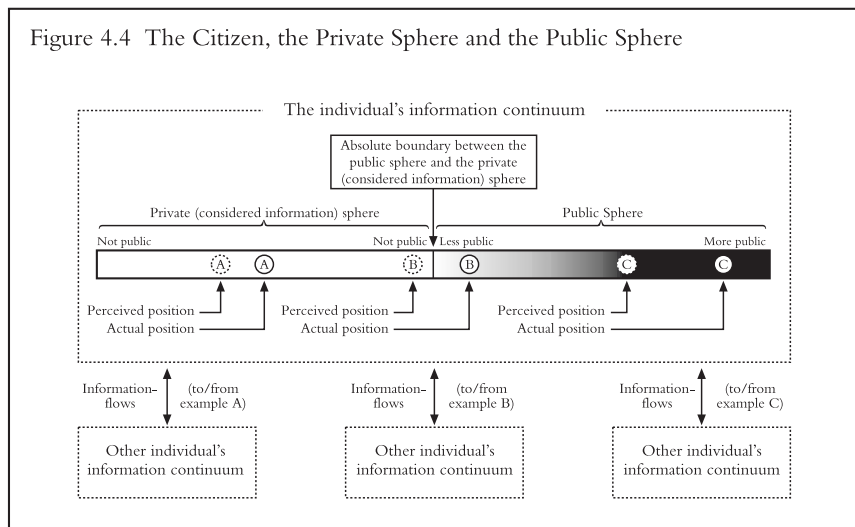 Figure 4.4 The Citizen, the Private Sphere and the Public Sphere
The individual's information continuum
Absolute boundary between the
public sphere and the private
(considered information) sphere
Private (considered information) sphere
Public Sphere
Not public
Not public
Less public
More public
A
A
B
B
C
C
Perceived position
Actual position
Perceived position
Actual position
Perceived position
Actual position
Information-
flows
(to/from
example A)
Information-
flows
(to/from
example B)
Information-
flows
(to/from
example C)
Other individual's
information continuum
Other individual's
information continuum
Other individual's
information continuum